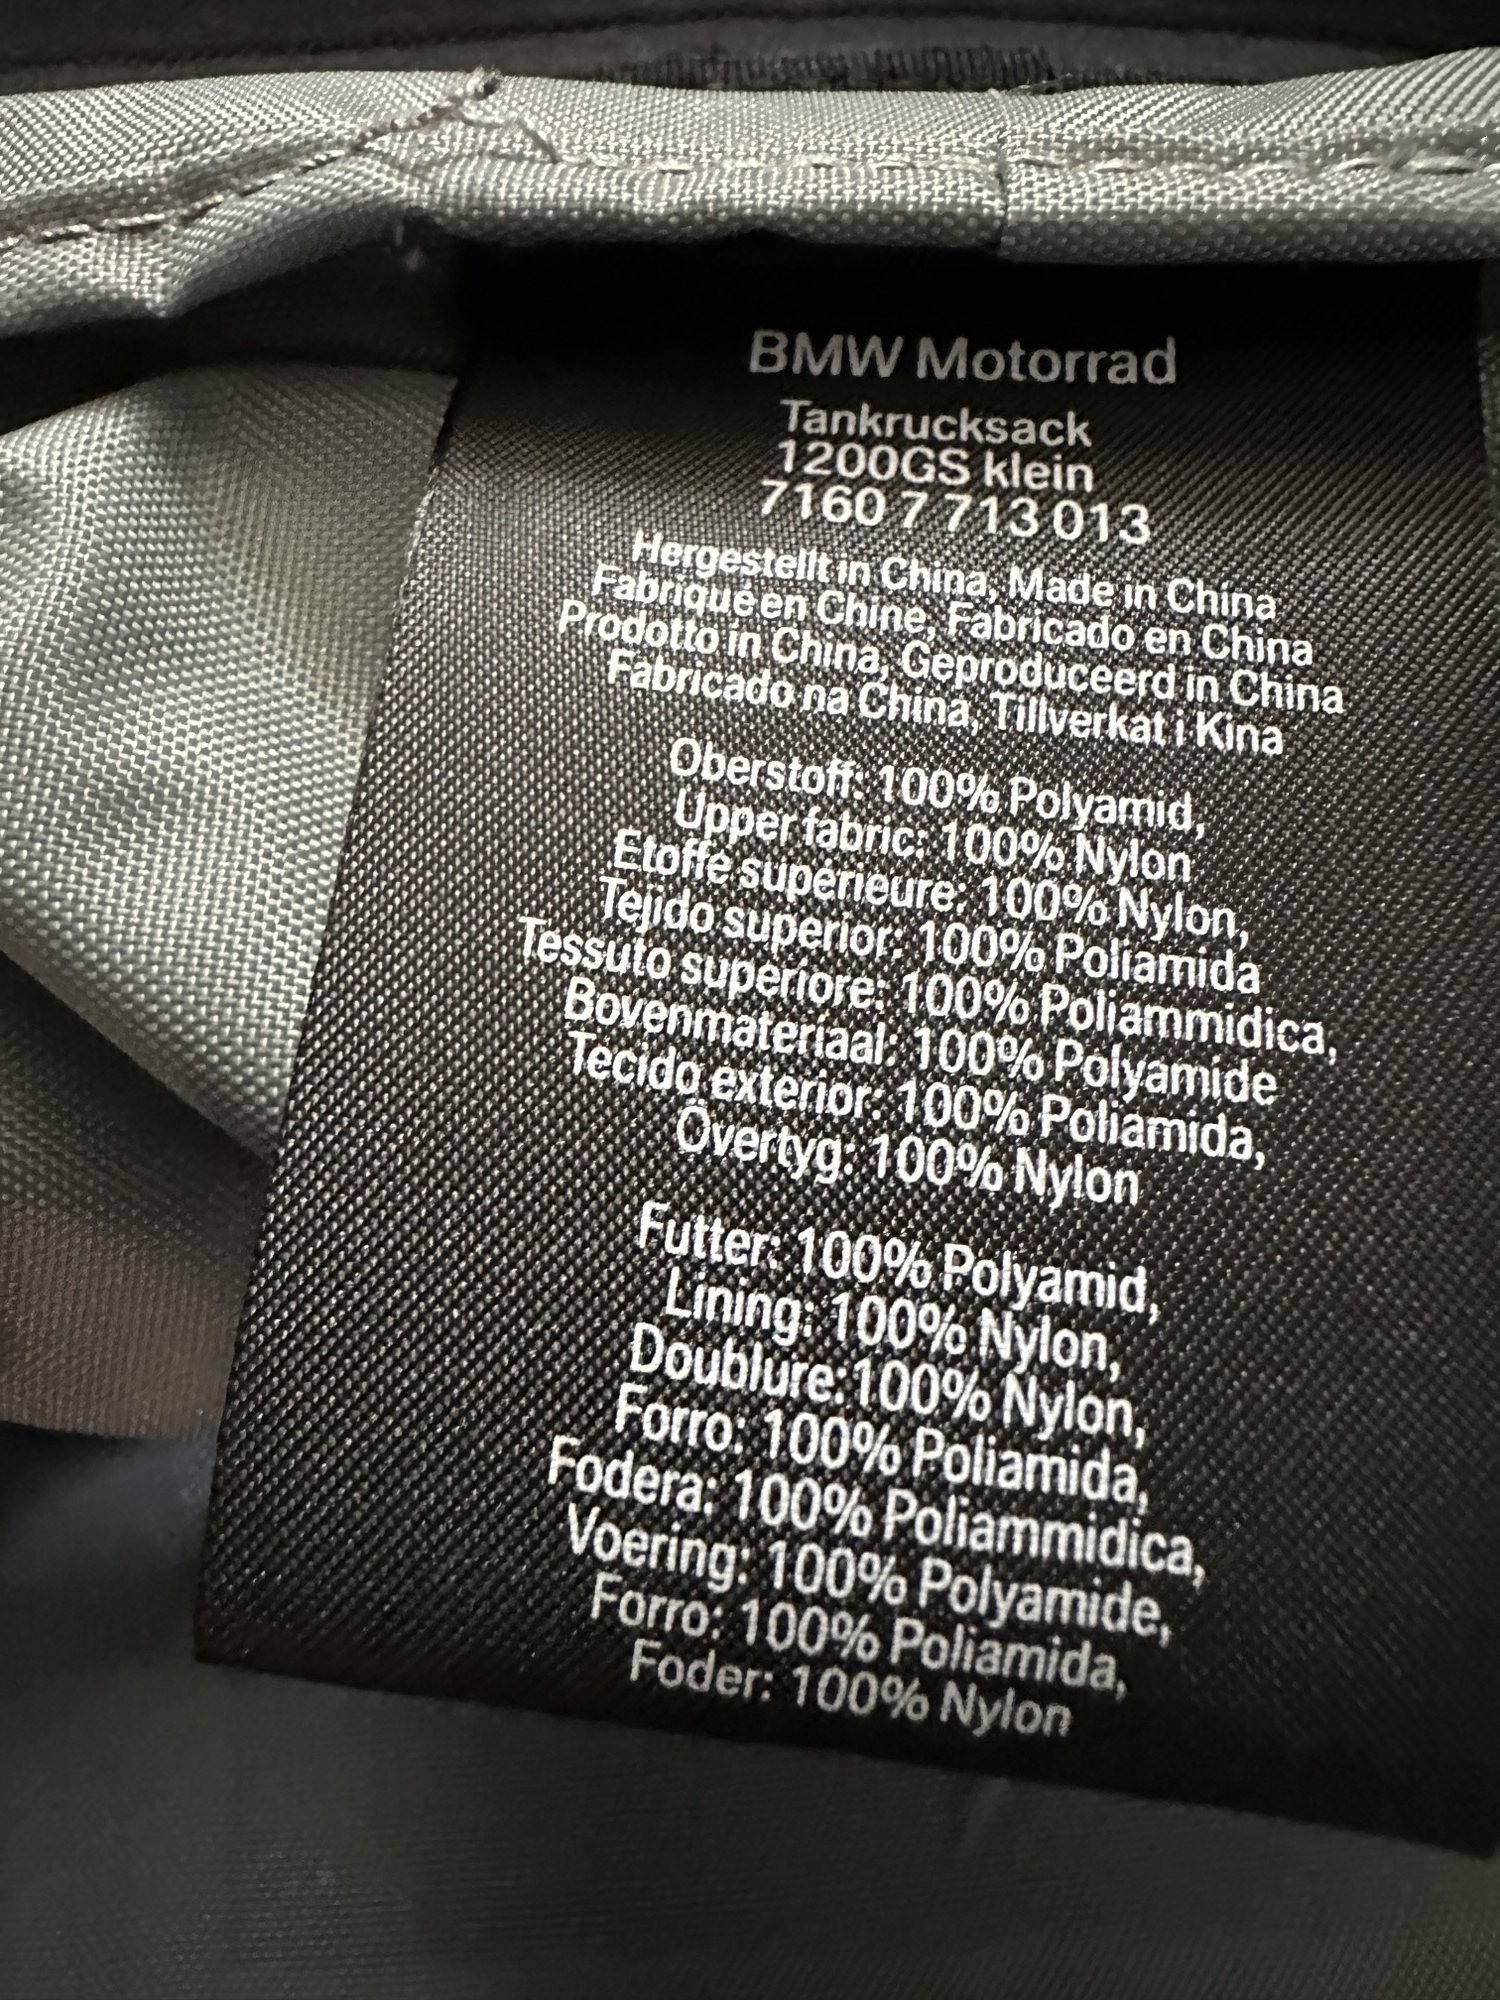 BMW Motorrad
Tankrucksack
1200GS klein
7160 7 713 013
Hergestellt in China, Made in China
Fabriqué en Chine, Fabricado en China
Prodotto in China, Geproduceerd in China
Fabricado na China, Tillverkat i Kina
Oberstoff: 100% Polyamid,
Upper fabric: 100% Nylon
Etoffe supérieure: 100% Nylon,
Tejido superior: 100% Poliamida
Tessuto superiore: 100% Poliammidica,
Bovenmateriaal: 100% Polyamide
Tecido exterior: 100% Poliamida,
Övertyg: 100% Nylon
Futter: 100% Polyamid,
Lining: 100% Nylon,
Doublure: 100% Nylon,
Forro: 100% Poliamida,
Fodera: 100% Poliammidica,
Voering: 100% Polyamide,
Forro: 100% Poliamida,
Foder: 100% Nylon